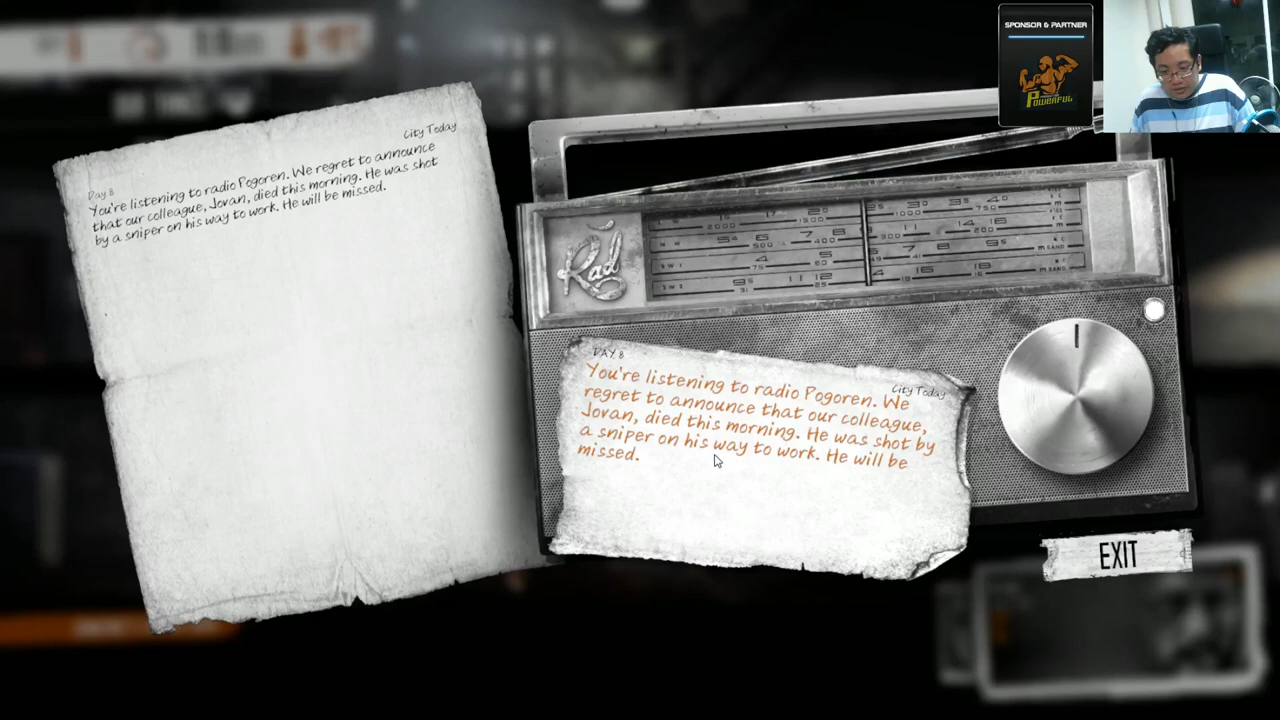 SPONSOR & PARTNER
POWERFUL
City Today
Day 8
You're listening to radio Pogoren. We regret to announce
that our colleague, Jovan, died this morning. He was shot
by a sniper on his way to work. He will be missed.
Rad
DAY 8
City Today
You're listening to radio Pogoren. We
regret to announce that our colleague,
Jovan, died this morning. He was shot by
a sniper on his way to work. He will be
missed.
EXIT